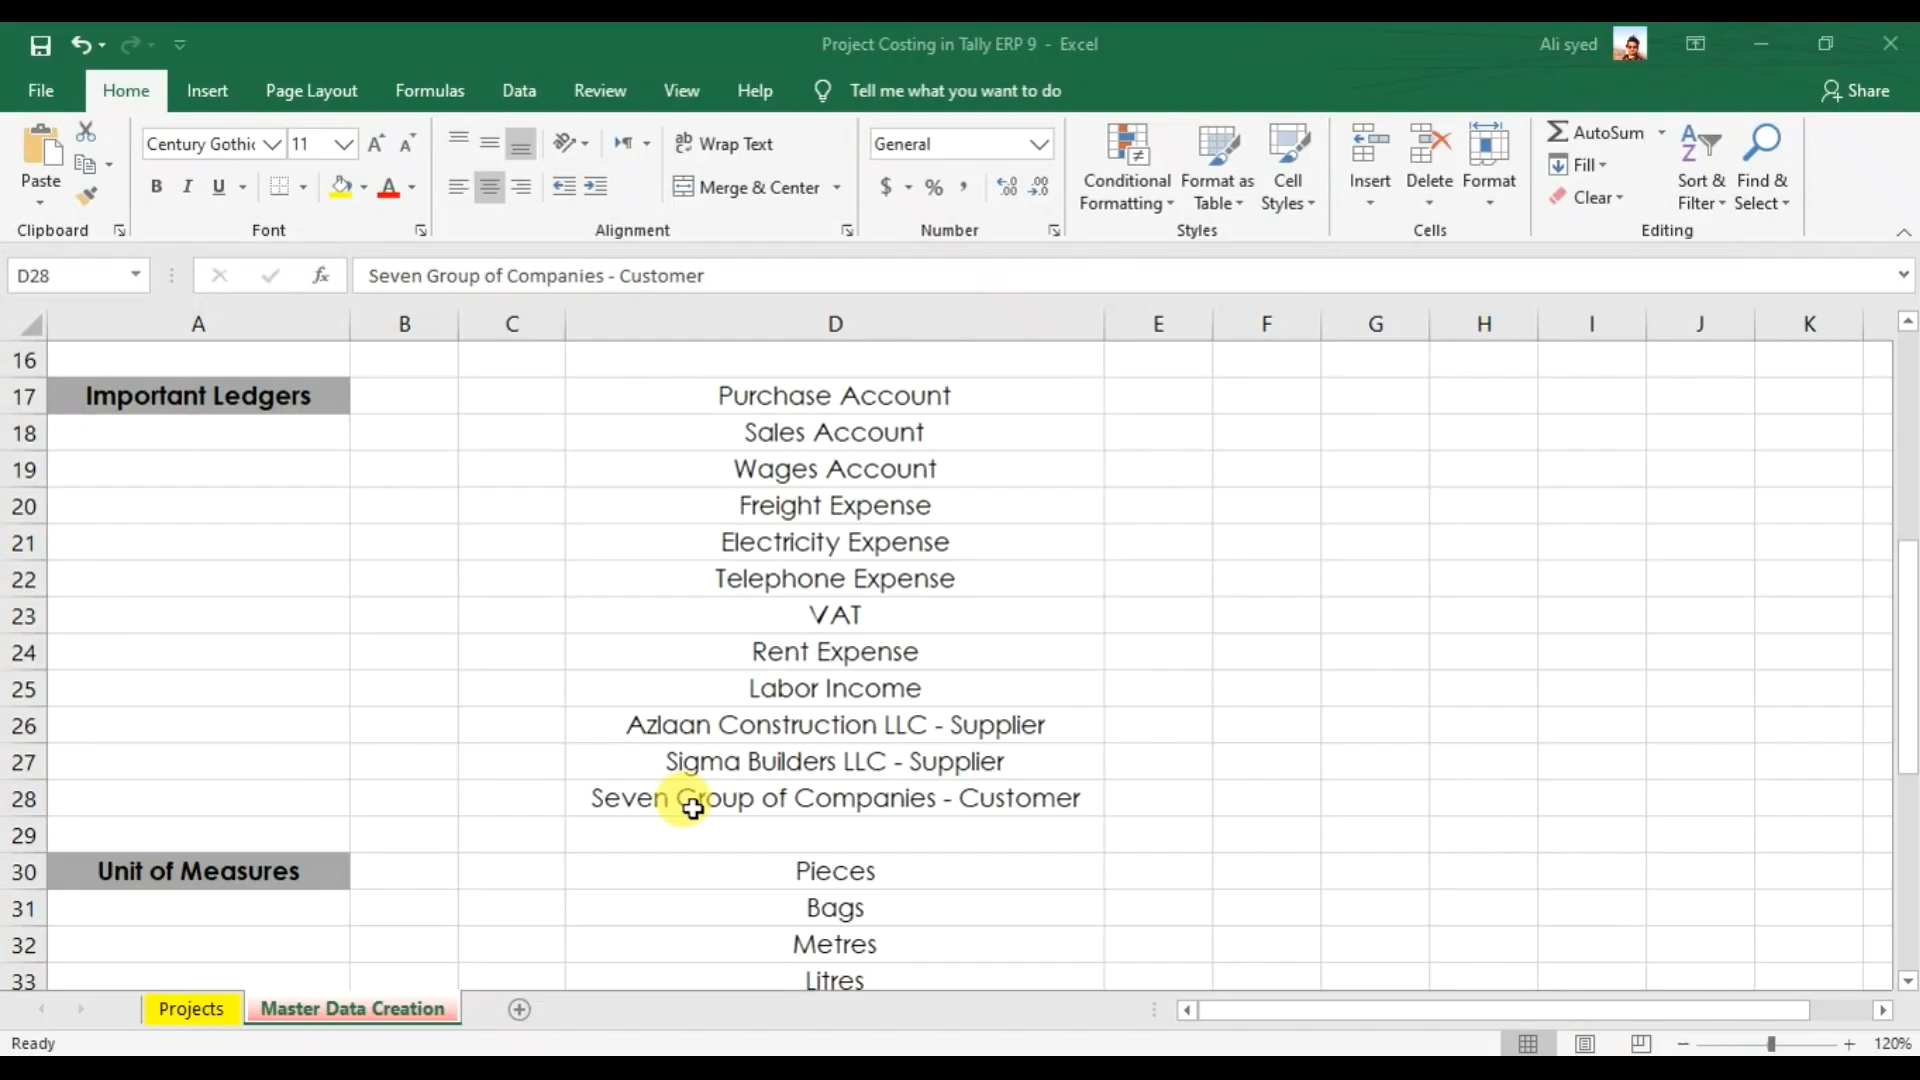 Project Costing in Tally ERP 9 - Excel
Ali syed
File Home Insert Page Layout Formulas Data Review View Help Tell me what you want to do Share
Paste
Clipboard
Century Gothic 11
B I U
Font
ab Wrap Text
Merge & Center
Alignment
General
$ % ,
Number
Conditional Formatting
Format as Table
Cell Styles
Styles
Insert Delete Format
Cells
AutoSum
Fill
Clear
Sort & Filter
Find & Select
Editing
D28 fx Seven Group of Companies - Customer
A B C D E F G H I J K
16
17 Important Ledgers Purchase Account
18 Sales Account
19 Wages Account
20 Freight Expense
21 Electricity Expense
22 Telephone Expense
23 VAT
24 Rent Expense
25 Labor Income
26 Azlaan Construction LLC - Supplier
27 Sigma Builders LLC - Supplier
28 Seven Group of Companies - Customer
29
30 Unit of Measures Pieces
31 Bags
32 Metres
33 Litres
Projects Master Data Creation
Ready 120%